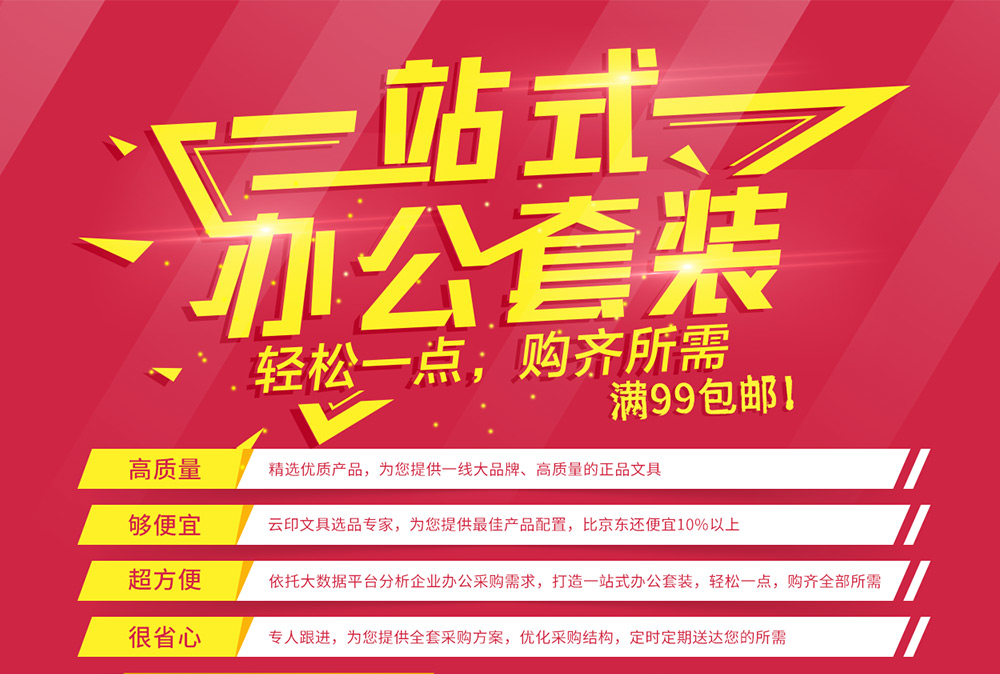 一站式
办公套装
轻松一点，购齐所需
满99包邮！
高质量 精选优质产品，为您提供一线大品牌、高质量的正品文具
够便宜 云印文具选品专家，为您提供最佳产品配置，比京东还便宜10%以上
超方便 依托大数据平台分析企业办公采购需求，打造一站式办公套装，轻松一点，购齐全部所需
很省心 专人跟进，为您提供全套采购方案，优化采购结构，定时定期送达您的所需